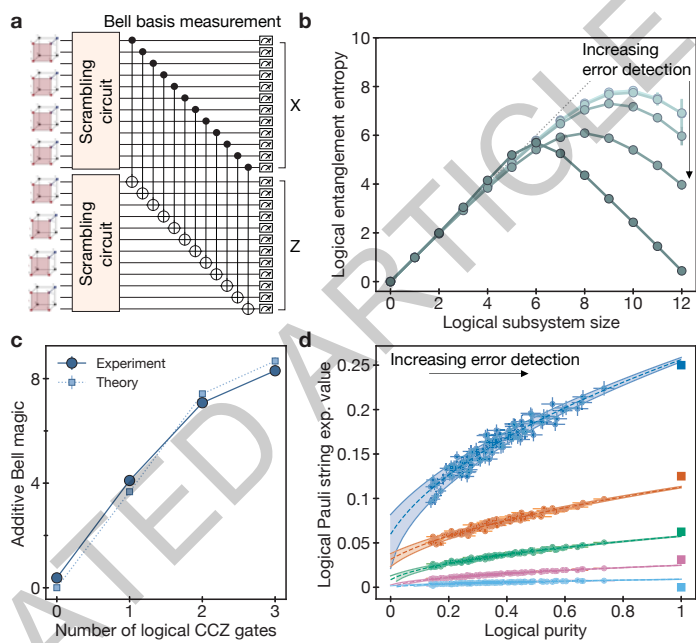 a
Bell basis measurement
Scrambling
circuit
X
Scrambling
circuit
Z
b
Increasing
error detection
Logical entanglement entropy
10
8
6
4
2
0
0 2 4 6 8 10 12
Logical subsystem size
c
Experiment
Theory
Additive Bell magic
8
4
0
0 1 2 3
Number of logical CCZ gates
d
Increasing error detection
Logical Pauli string exp. value
0.25
0.2
0.15
0.1
0.05
0
0 0.2 0.4 0.6 0.8 1
Logical purity
ATED ARTICLE